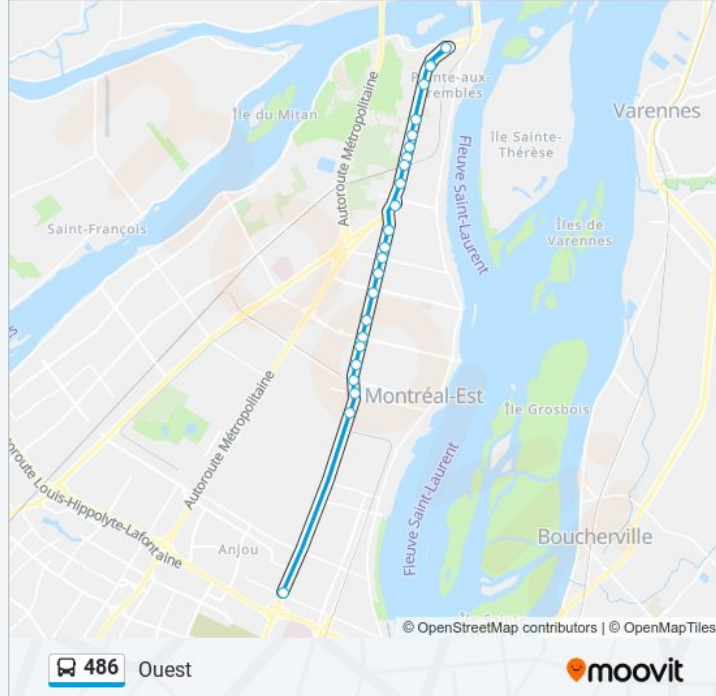 Pointe-aux-
Trembles
Varennes
Île du Mitan
Île Sainte-
Thérèse
Autoroute Métropolitaine
Fleuve Saint-Laurent
Îles de
Varennes
Saint-François
Montréal-Est
Île Grosbois
Autoroute Métropolitaine
Autoroute Louis-Hippolyte-Lafontaine
Fleuve Saint-Laurent
Anjou
Boucherville
© OpenStreetMap contributors | © OpenMapTiles
486 Ouest
moovit